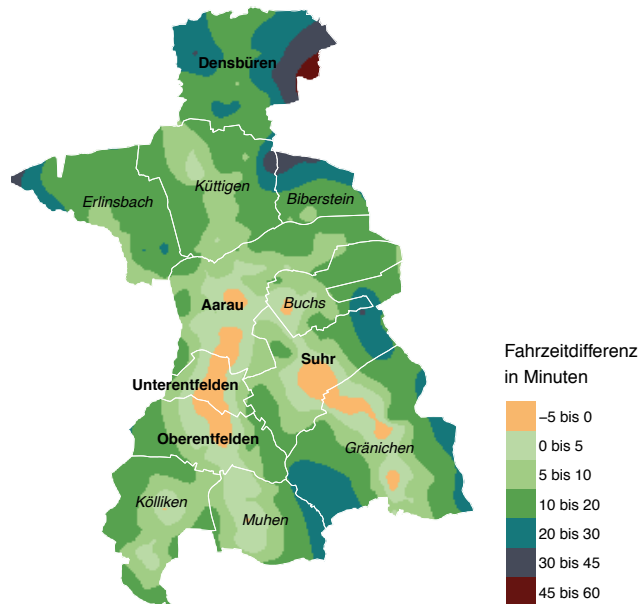 Densbüren
Küttigen
Erlinsbach
Biberstein
Aarau
Buchs
Suhr
Unterentfelden
Oberentfelden
Gränichen
Kölliken
Muhen
Fahrzeitdifferenz
in Minuten
−5 bis 0
0 bis 5
5 bis 10
10 bis 20
20 bis 30
30 bis 45
45 bis 60